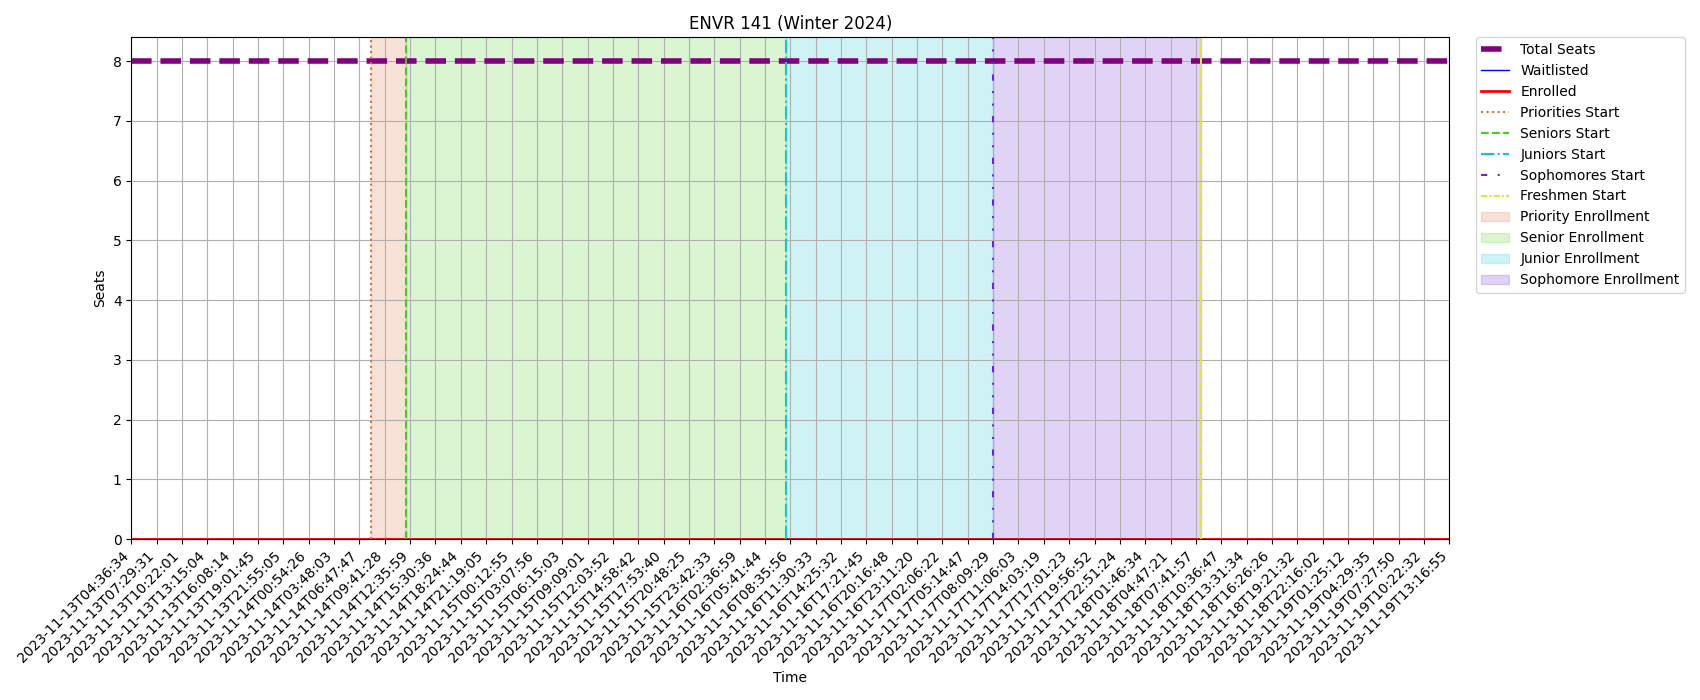 ENVR 141 (Winter 2024)
Seats
8
7
6
5
4
3
2
1
0
2023-11-13T04:36:34
2023-11-13T07:29:31
2023-11-13T10:22:01
2023-11-13T13:15:04
2023-11-13T16:08:14
2023-11-13T19:01:45
2023-11-13T21:55:05
2023-11-14T00:54:26
2023-11-14T03:48:03
2023-11-14T06:47:47
2023-11-14T09:41:28
2023-11-14T12:35:59
2023-11-14T15:30:36
2023-11-14T18:24:44
2023-11-14T21:19:05
2023-11-15T00:12:55
2023-11-15T03:07:56
2023-11-15T06:15:03
2023-11-15T09:09:01
2023-11-15T12:03:52
2023-11-15T14:58:42
2023-11-15T17:53:40
2023-11-15T20:48:25
2023-11-15T23:42:33
2023-11-16T02:36:59
2023-11-16T05:41:44
2023-11-16T08:35:56
2023-11-16T11:30:33
2023-11-16T14:25:32
2023-11-16T17:21:45
2023-11-16T20:16:48
2023-11-16T23:11:20
2023-11-17T02:06:22
2023-11-17T05:14:47
2023-11-17T08:09:29
2023-11-17T11:06:03
2023-11-17T14:03:19
2023-11-17T17:01:23
2023-11-17T19:56:52
2023-11-17T22:51:24
2023-11-18T01:46:34
2023-11-18T04:47:21
2023-11-18T07:41:57
2023-11-18T10:36:47
2023-11-18T13:31:34
2023-11-18T16:26:26
2023-11-18T19:21:32
2023-11-18T22:16:02
2023-11-19T01:25:12
2023-11-19T04:29:35
2023-11-19T07:27:50
2023-11-19T10:22:32
2023-11-19T13:16:55
Time
Total Seats
Waitlisted
Enrolled
Priorities Start
Seniors Start
Juniors Start
Sophomores Start
Freshmen Start
Priority Enrollment
Senior Enrollment
Junior Enrollment
Sophomore Enrollment